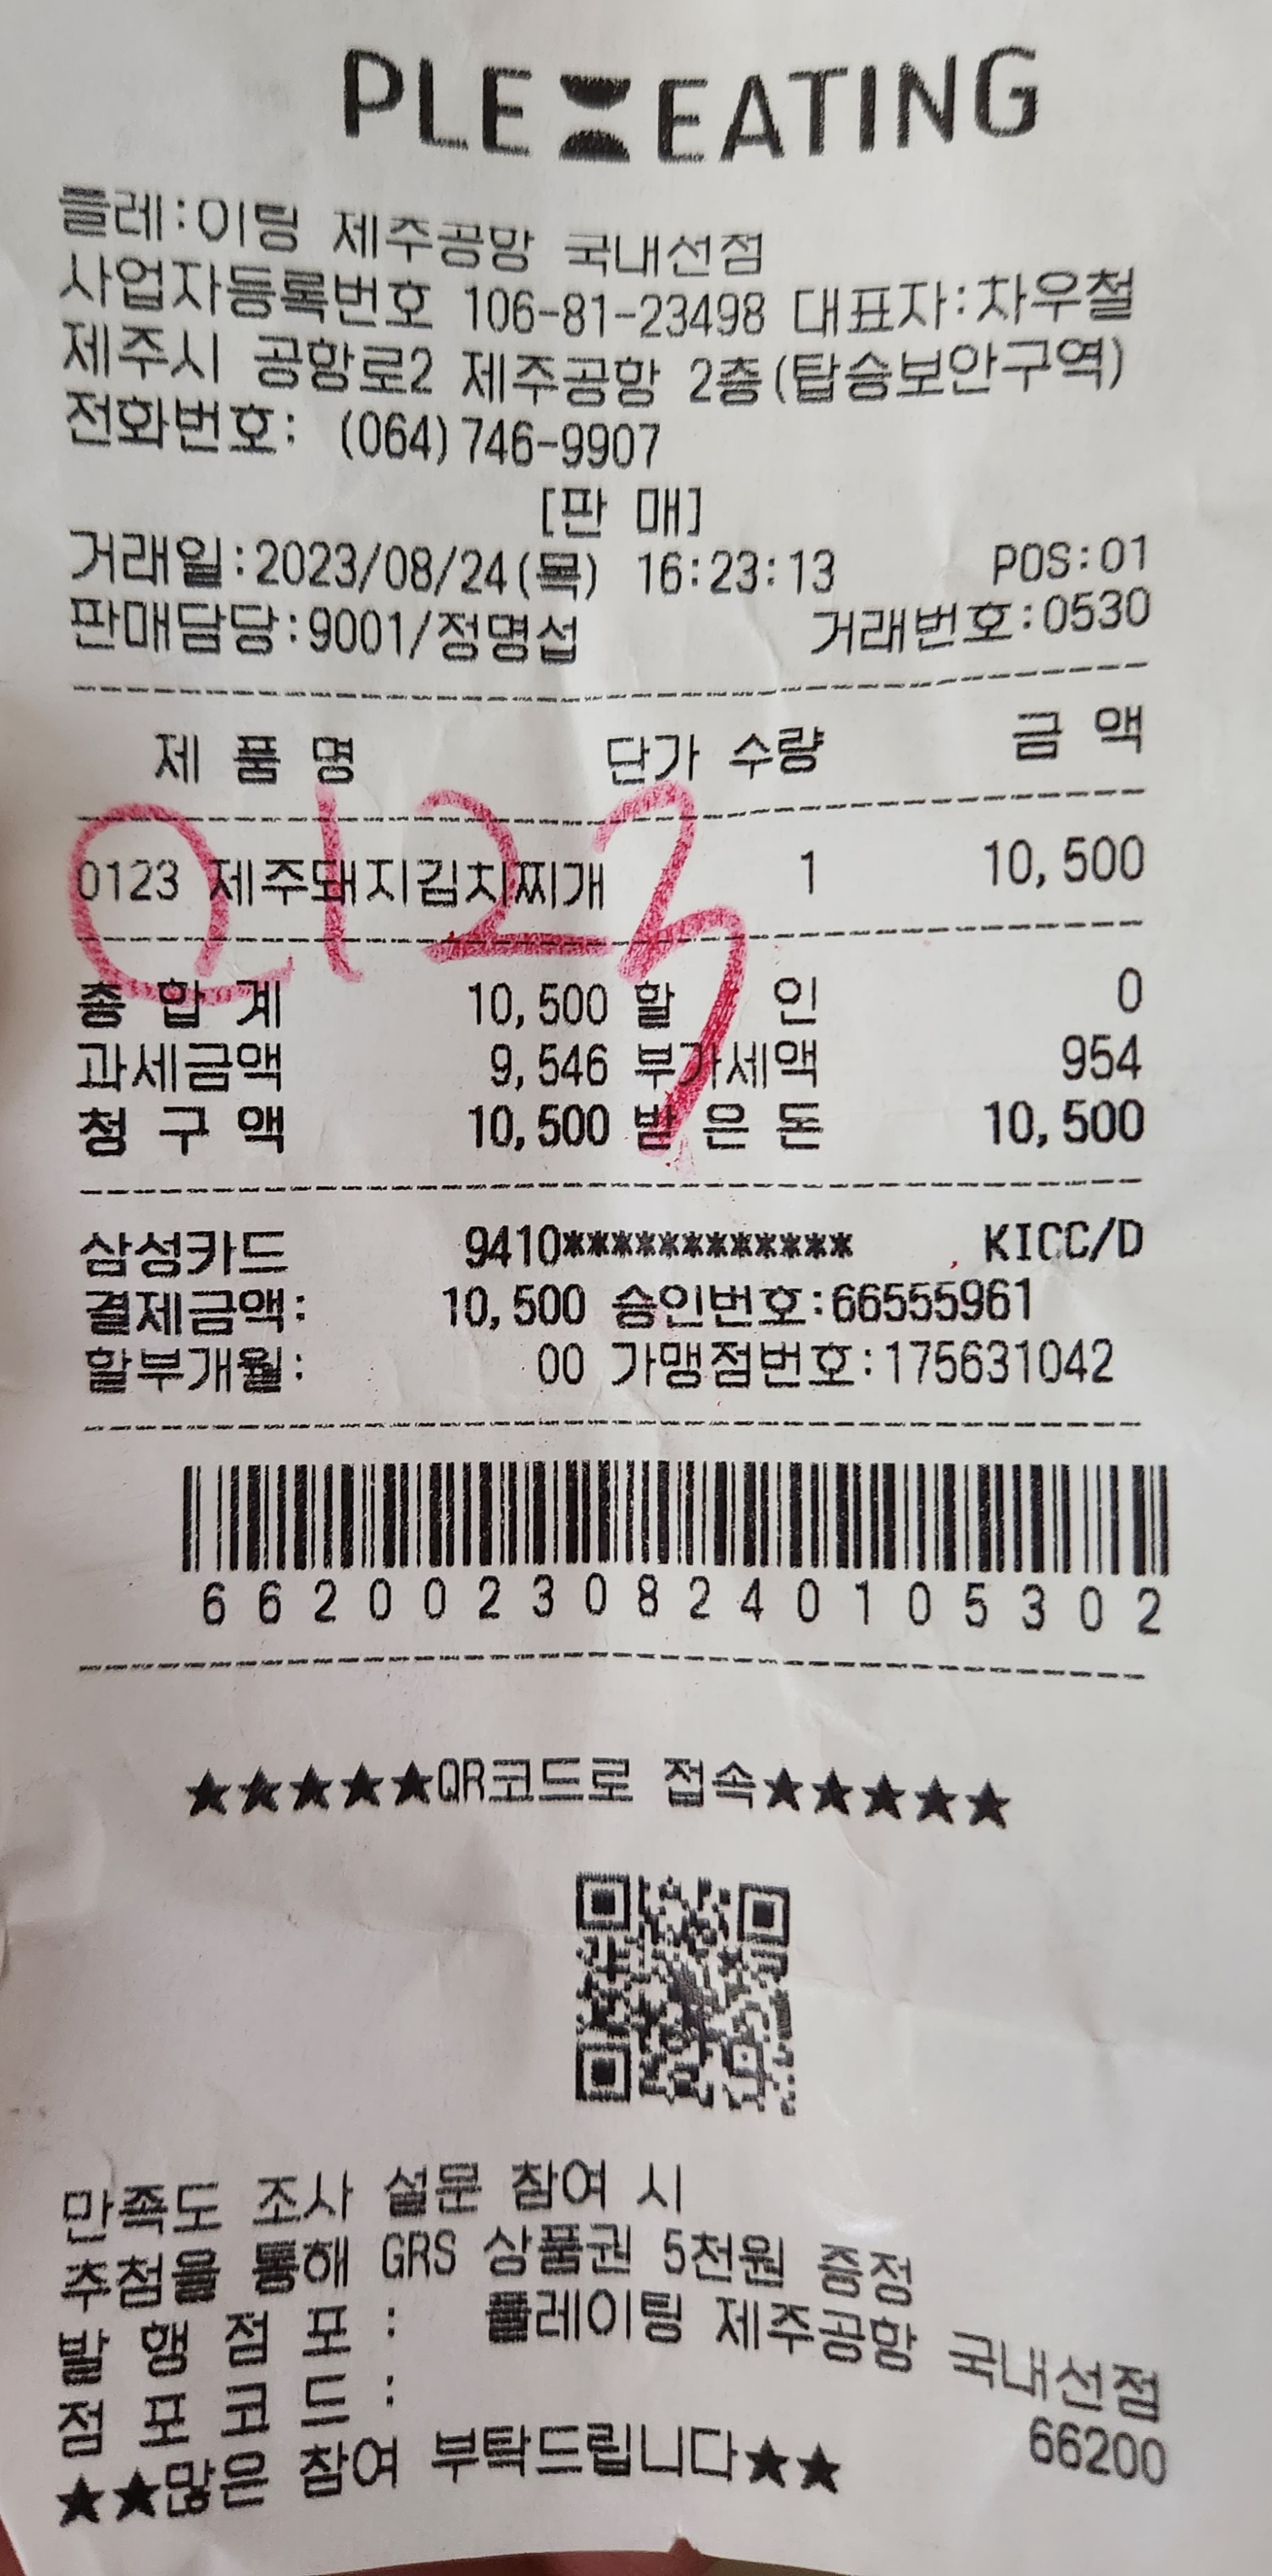 PLE:EATING
플레:이팅 제주공항 국내선점
사업자등록번호 106-81-23498 대표자:차우철
제주시 공항로2 제주공항 2층(탑승보안구역)
전화번호: (064)746-9907
[판 매]
거래일:2023/08/24(목) 16:23:13 POS:01
판매담당:9001/정명섭 거래번호:0530
제 품 명 단가 수량 금 액
0123 제주돼지김치찌개 1 10,500
0123
총 합 계 10,500 할 인 0
과세금액 9,546 부가세액 954
청 구 액 10,500 받 은 돈 10,500
삼성카드 9410************ KICC/D
결제금액: 10,500 승인번호:66555961
할부개월: 00 가맹점번호:175631042
662002308240105302
★★★★★QR코드로 접속★★★★★
만족도 조사 설문 참여 시
추첨을 통해 GRS 상품권 5천원 증정
발 행 점 포 : 플레이팅 제주공항 국내선점
점 포 코 드 : 66200
★★많은 참여 부탁드립니다★★